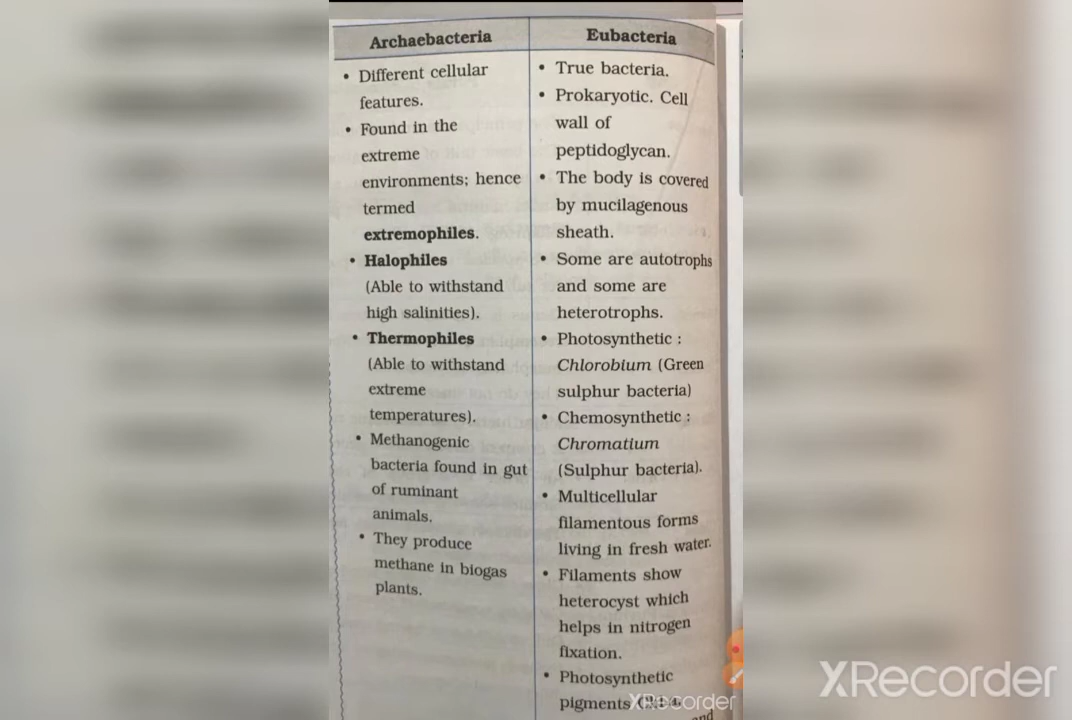 Archaebacteria
• Different cellular
features.
• Found in the
extreme
environments; hence
termed
extremophiles.
• Halophiles
(Able to withstand
high salinities).
• Thermophiles
(Able to withstand
extreme
temperatures).
• Methanogenic
bacteria found in gut
of ruminant
animals.
• They produce
methane in biogas
plants.
Eubacteria
• True bacteria.
• Prokaryotic. Cell
wall of
peptidoglycan.
• The body is covered
by mucilagenous
sheath.
• Some are autotrophs
and some are
heterotrophs.
• Photosynthetic :
Chlorobium (Green
sulphur bacteria)
• Chemosynthetic :
Chromatium
(Sulphur bacteria).
• Multicellular
filamentous forms
living in fresh water.
• Filaments show
heterocyst which
helps in nitrogen
fixation.
• Photosynthetic
pigments
and
XRecorder
XRecorder